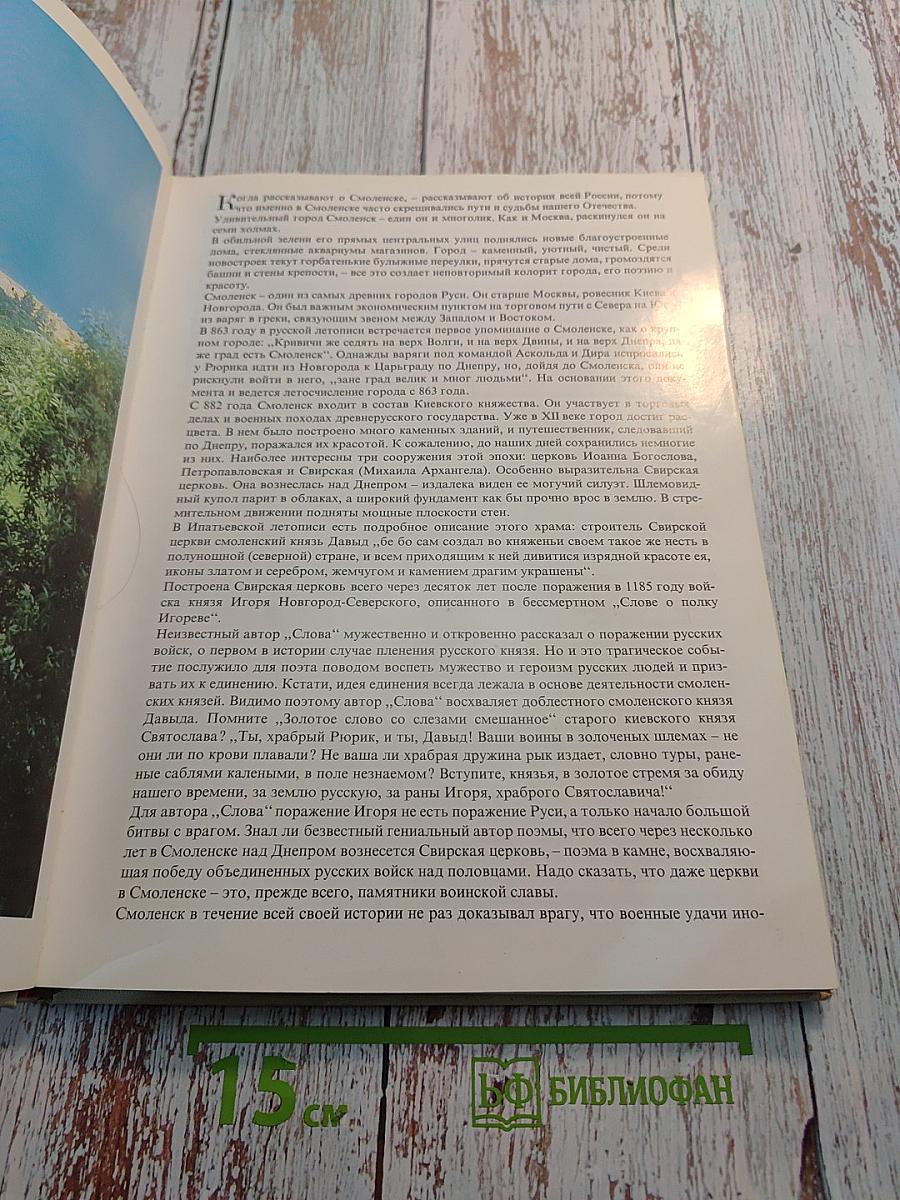 Когда рассказывают о Смоленске, – рассказывают об истории всей России, потому
что именно в Смоленске часто скрещивались пути и судьбы нашего Отечества.
Удивительный город Смоленск – един он и многолик. Как и Москва, раскинулся он на
семи холмах.
В обильной зелени его прямых центральных улиц поднялись новые благоустроенные
дома, стеклянные аквариумы магазинов. Город – каменный, уютный, чистый. Среди
новостроек текут горбатенькие булыжные переулки, прячутся старые дома, громоздятся
башни и стены крепости, – все это создает неповторимый колорит города, его поэзию и
красоту.
Смоленск – один из самых древних городов Руси. Он старше Москвы, ровесник Киева и
Новгорода. Он был важным экономическим пунктом на торговом пути с Севера на Юг –
из варяг в греки, связующим звеном между Западом и Востоком.
В 863 году в русской летописи встречается первое упоминание о Смоленске, как о круп-
ном городе: „Кривичи же седять на верх Волги, и на верх Двины, и на верх Днепра, их
же град есть Смоленск“. Однажды варяги под командой Аскольда и Дира испросились
у Рюрика идти из Новгорода к Царьграду по Днепру, но, дойдя до Смоленска, они не
рискнули войти в него, „зане град велик и мног людьми“. На основании этого доку-
мента и ведется летосчисление города с 863 года.
С 882 года Смоленск входит в состав Киевского княжества. Он участвует в торговых
делах и военных походах древнерусского государства. Уже в XII веке город достиг рас-
цвета. В нем было построено много каменных зданий, и путешественник, следовавший
по Днепру, поражался их красотой. К сожалению, до наших дней сохранились немногие
из них. Наиболее интересны три сооружения этой эпохи: церковь Иоанна Богослова,
Петропавловская и Свирская (Михаила Архангела). Особенно выразительна Свирская
церковь. Она вознеслась над Днепром – издалека виден ее могучий силуэт. Шлемовид-
ный купол парит в облаках, а широкий фундамент как бы прочно врос в землю. В стре-
мительном движении подняты мощные плоскости стен.
В Ипатьевской летописи есть подробное описание этого храма: строитель Свирской
церкви смоленский князь Давыд „бе бо сам создал во княженьи своем такое же несть в
полунощной (северной) стране, и всем приходящим к ней дивитися изрядной красоте ея,
иконы златом и серебром, жемчугом и камением драгим украшены“.
Построена Свирская церковь всего через десяток лет после поражения в 1185 году вой-
ска князя Игоря Новгород-Северского, описанного в бессмертном „Слове о полку
Игореве“.
Неизвестный автор „Слова“ мужественно и откровенно рассказал о поражении русских
войск, о первом в истории случае пленения русского князя. Но и это трагическое собы-
тие послужило для поэта поводом воспеть мужество и героизм русских людей и приз-
вать их к единению. Кстати, идея единения всегда лежала в основе деятельности смолен-
ских князей. Видимо поэтому автор „Слова“ восхваляет доблестного смоленского князя
Давыда. Помните „Золотое слово со слезами смешанное“ старого киевского князя
Святослава? „Ты, храбрый Рюрик, и ты, Давыд! Ваши воины в золоченых шлемах – не
они ли по крови плавали? Не ваша ли храбрая дружина рык издает, словно туры, ране-
ные саблями калеными, в поле незнаемом? Вступите, князья, в золотое стремя за обиду
нашего времени, за землю русскую, за раны Игоря, храброго Святославича!“
Для автора „Слова“ поражение Игоря не есть поражение Руси, а только начало большой
битвы с врагом. Знал ли безвестный гениальный автор поэмы, что всего через несколько
лет в Смоленске над Днепром вознесется Свирская церковь, – поэма в камне, восхваляю-
щая победу объединенных русских войск над половцами. Надо сказать, что даже церкви
в Смоленске – это, прежде всего, памятники воинской славы.
Смоленск в течение всей своей истории не раз доказывал врагу, что военные удачи ино-
15 см
БФ БИБЛИОФАН